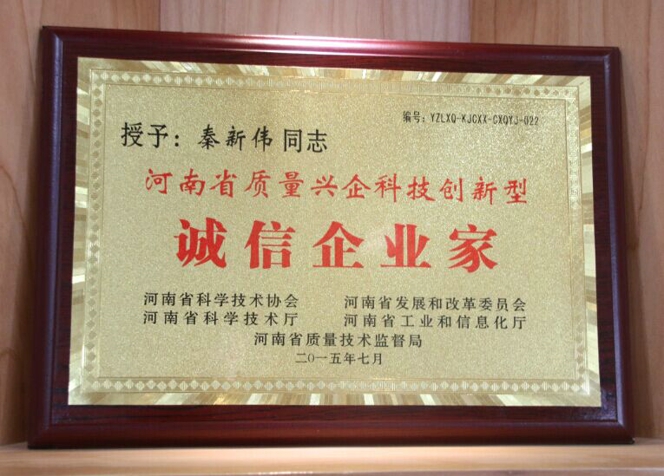 编号：YZLXQ-KJCXX-CXQYJ-022
授予：秦新伟同志
河南省质量兴企科技创新型
诚信企业家
河南省科学技术协会 河南省发展和改革委员会
河南省科学技术厅 河南省工业和信息化厅
河南省质量技术监督局
二〇一五年七月